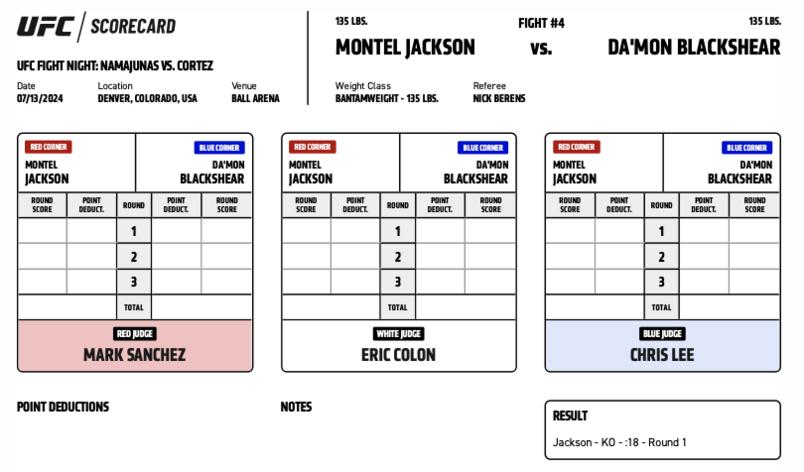 UFC / SCORECARD
UFC FIGHT NIGHT: NAMAJUNAS VS. CORTEZ
Date Location Venue
07/13/2024 DENVER, COLORADO, USA BALL ARENA
135 LBS. FIGHT #4 135 LBS.
MONTEL JACKSON VS. DA'MON BLACKSHEAR
Weight Class Referee
BANTAMWEIGHT - 135 LBS. NICK BERENS
RED CORNER BLUE CORNER
MONTEL DA'MON
JACKSON BLACKSHEAR
ROUND POINT ROUND POINT ROUND
SCORE DEDUCT. DEDUCT. SCORE
1
2
3
TOTAL
RED JUDGE
MARK SANCHEZ
RED CORNER BLUE CORNER
MONTEL DA'MON
JACKSON BLACKSHEAR
ROUND POINT ROUND POINT ROUND
SCORE DEDUCT. DEDUCT. SCORE
1
2
3
TOTAL
WHITE JUDGE
ERIC COLON
RED CORNER BLUE CORNER
MONTEL DA'MON
JACKSON BLACKSHEAR
ROUND POINT ROUND POINT ROUND
SCORE DEDUCT. DEDUCT. SCORE
1
2
3
TOTAL
BLUE JUDGE
CHRIS LEE
POINT DEDUCTIONS
NOTES
RESULT
Jackson - KO - :18 - Round 1